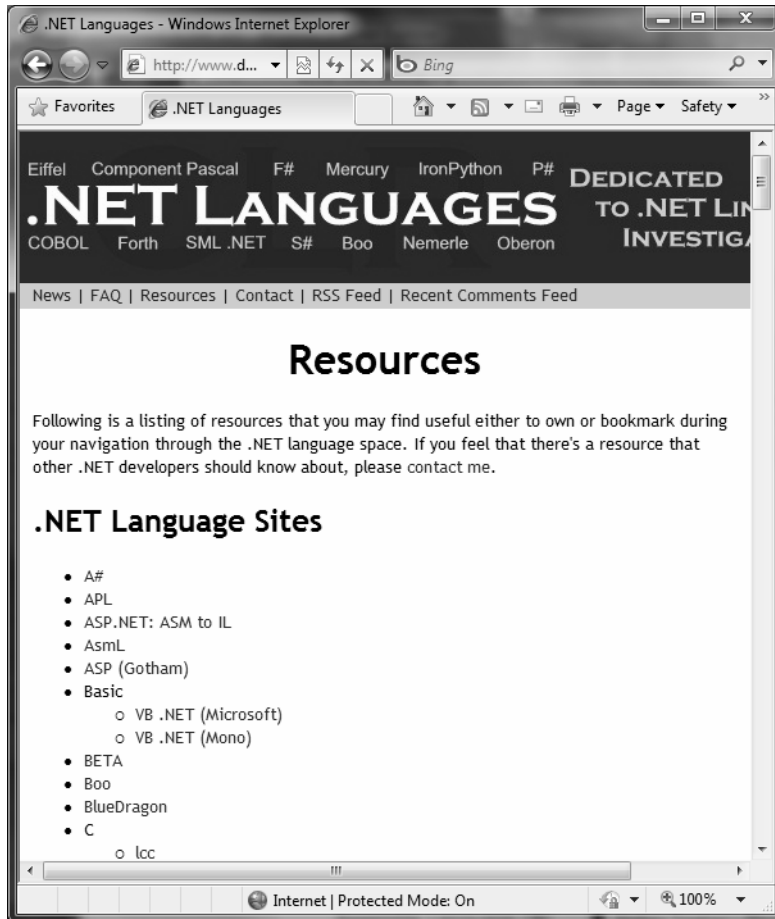 .NET Languages - Windows Internet Explorer
http://www.d...
Bing
Favorites
.NET Languages
Page
Safety
»
Eiffel Component Pascal F# Mercury IronPython P#
.NET LANGUAGES
COBOL Forth SML .NET S# Boo Nemerle Oberon
CLR
DEDICATED
TO .NET LIN
INVESTIGA
News | FAQ | Resources | Contact | RSS Feed | Recent Comments Feed
Resources
Following is a listing of resources that you may find useful either to own or bookmark during
your navigation through the .NET language space. If you feel that there's a resource that
other .NET developers should know about, please contact me.
.NET Language Sites
• A#
• APL
• ASP.NET: ASM to IL
• AsmL
• ASP (Gotham)
• Basic
○ VB .NET (Microsoft)
○ VB .NET (Mono)
• BETA
• Boo
• BlueDragon
• C
○ lcc
Internet | Protected Mode: On
100%